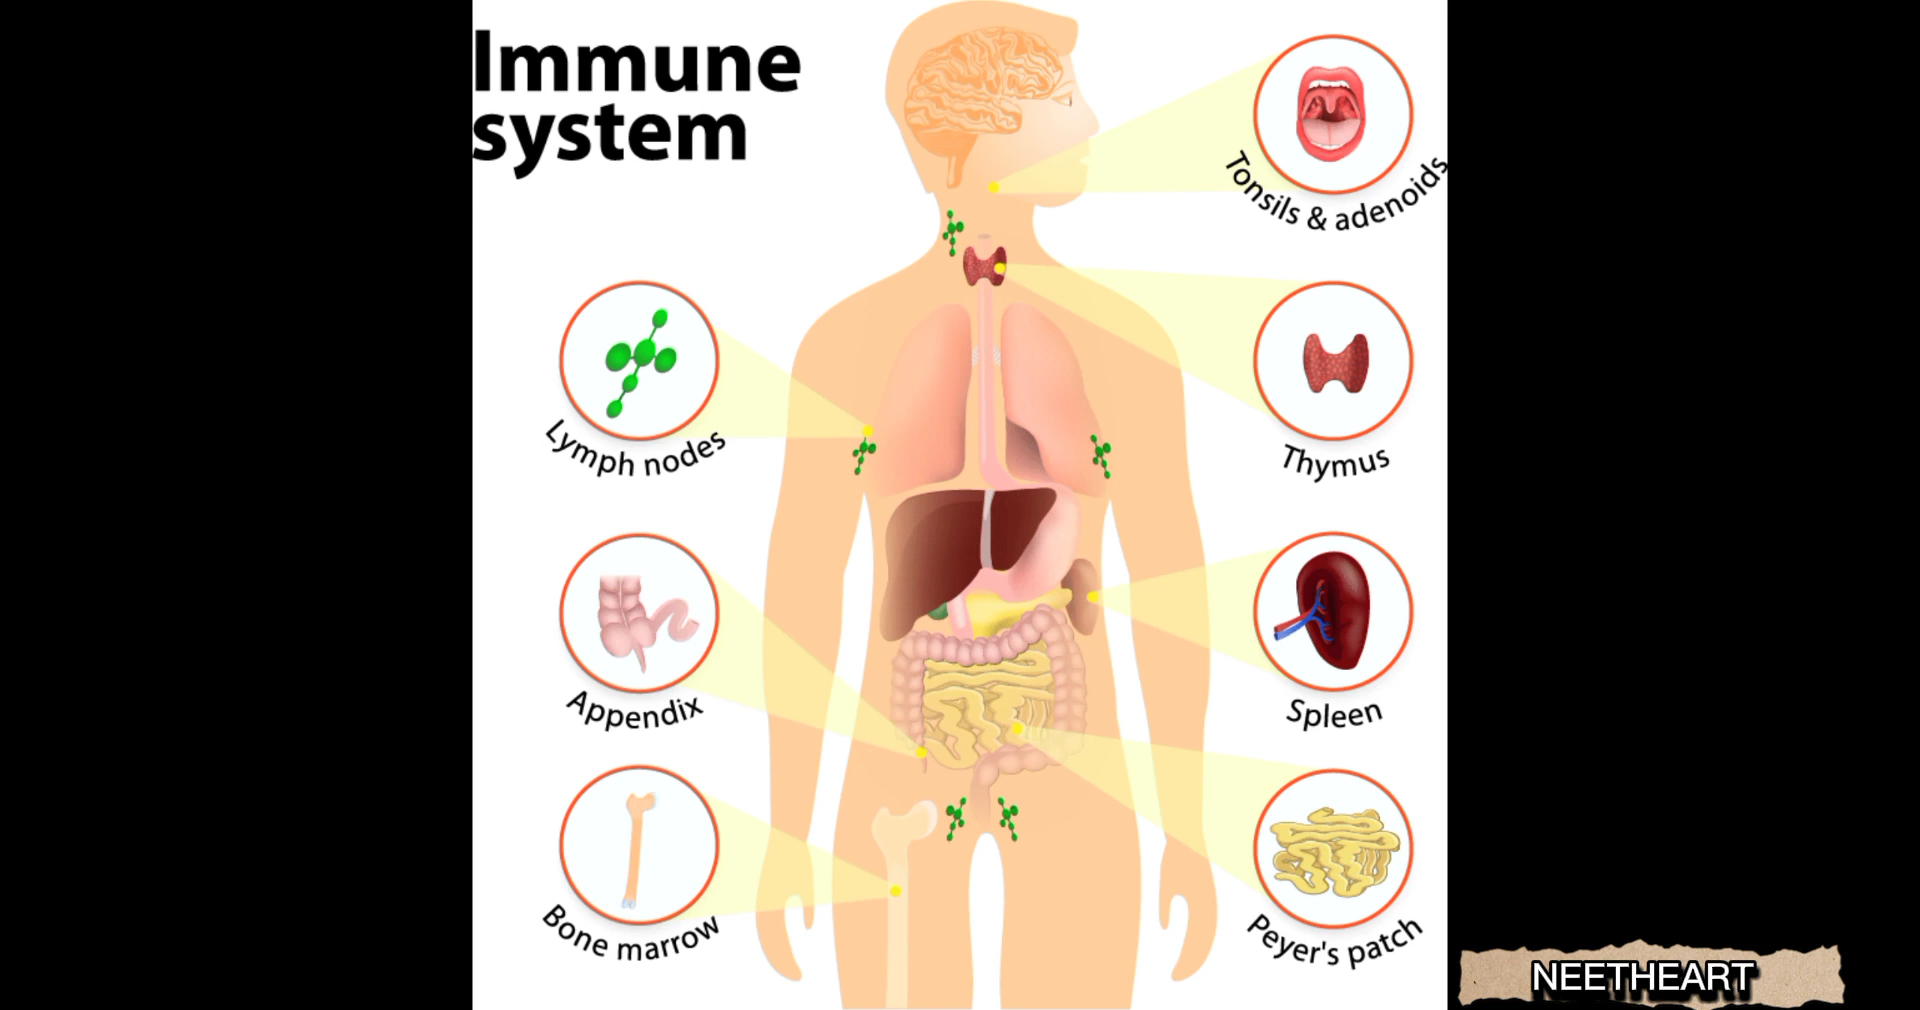 Immune
system
Tonsils & adenoids
Lymph nodes
Thymus
Appendix
Spleen
Bone marrow
Peyer's patch
NEETHEART